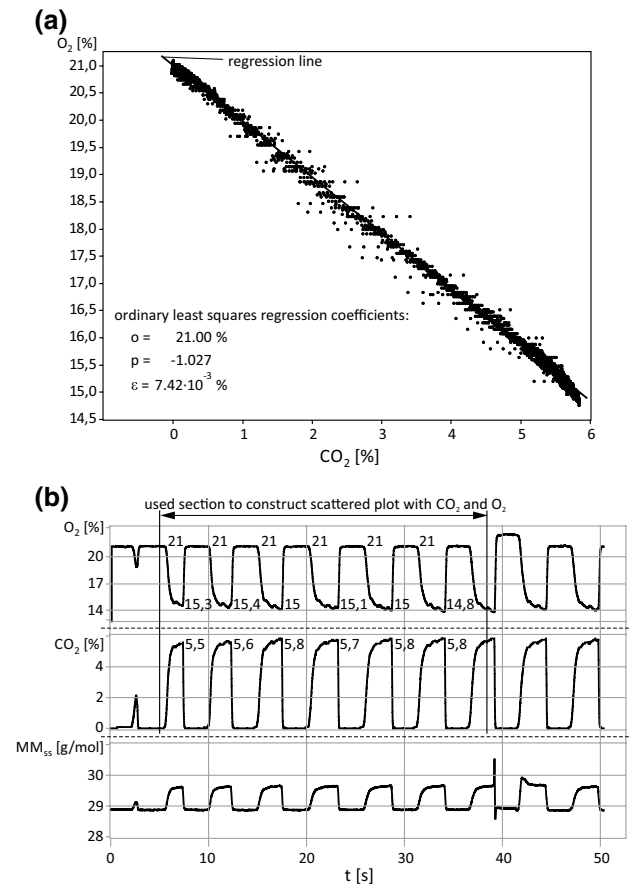 (a)
O₂ [%]
regression line
21,0
20,5
20,0
19,5
19,0
18,5
18,0
17,5
17,0
16,5
16,0
15,5
15,0
14,5
ordinary least squares regression coefficients:
o = 21.00 %
p = -1.027
ε = 7.42·10⁻³ %
0 1 2 3 4 5 6
CO₂ [%]
(b)
used section to construct scattered plot with CO₂ and O₂
O₂ [%]
20
17
14
21 21 21 21 21 21
15,3 15,4 15 15,1 15 14,8
CO₂ [%]
4
2
0
5,5 5,6 5,8 5,7 5,8 5,8
MMss [g/mol]
30
29
28
0 10 20 30 40 50
t [s]